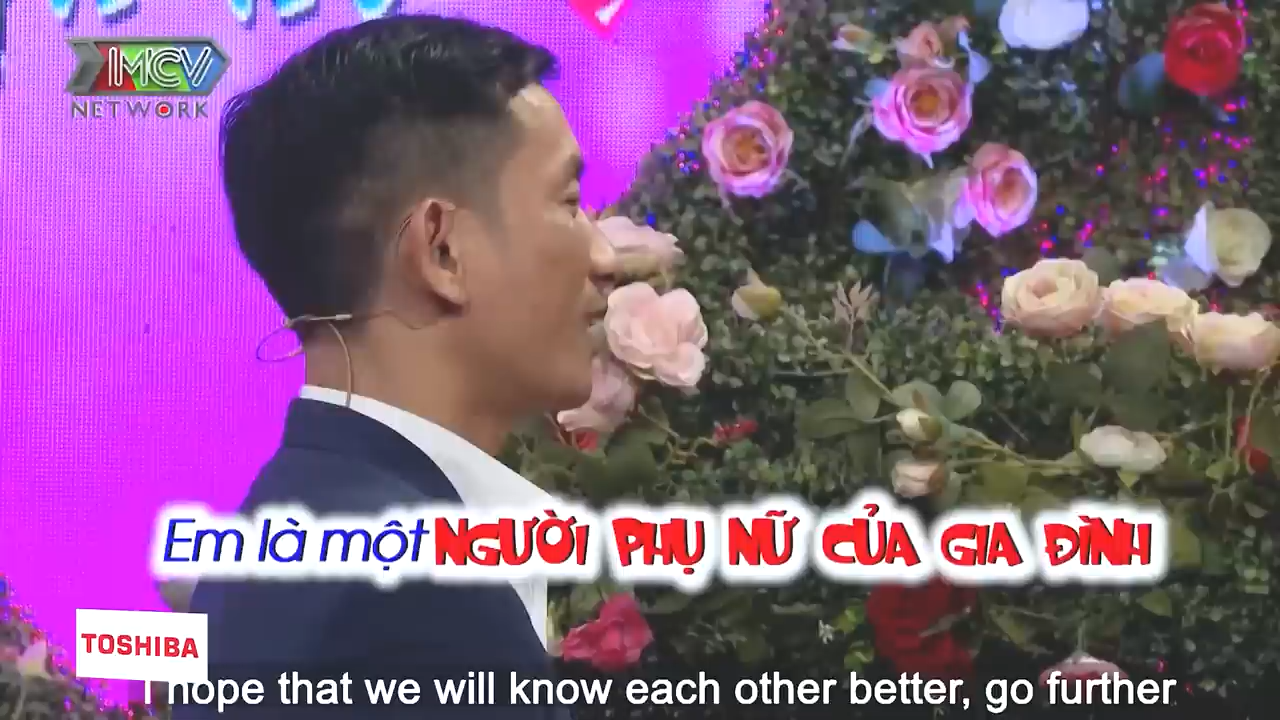 MCV
NETWORK
Em là một NGƯỜI PHỤ NỮ CỦA GIA ĐÌNH
TOSHIBA
I hope that we will know each other better, go further